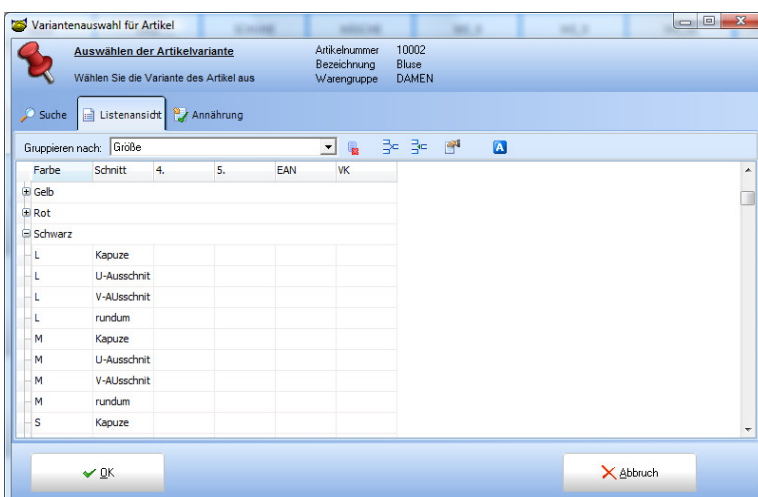 Variantenauswahl für Artikel
Auswählen der Artikelvariante
Wählen Sie die Variante des Artikel aus
Artikelnummer 10002
Bezeichnung Bluse
Warengruppe DAMEN
Suche Listenansicht Annährung
Gruppieren nach: Größe
Farbe Schnitt 4. 5. EAN VK
Gelb
Rot
Schwarz
L Kapuze
L U-Ausschnit
L V-AUsschnit
L rundum
M Kapuze
M U-Ausschnit
M V-AUsschnit
M rundum
S Kapuze
OK Abbruch